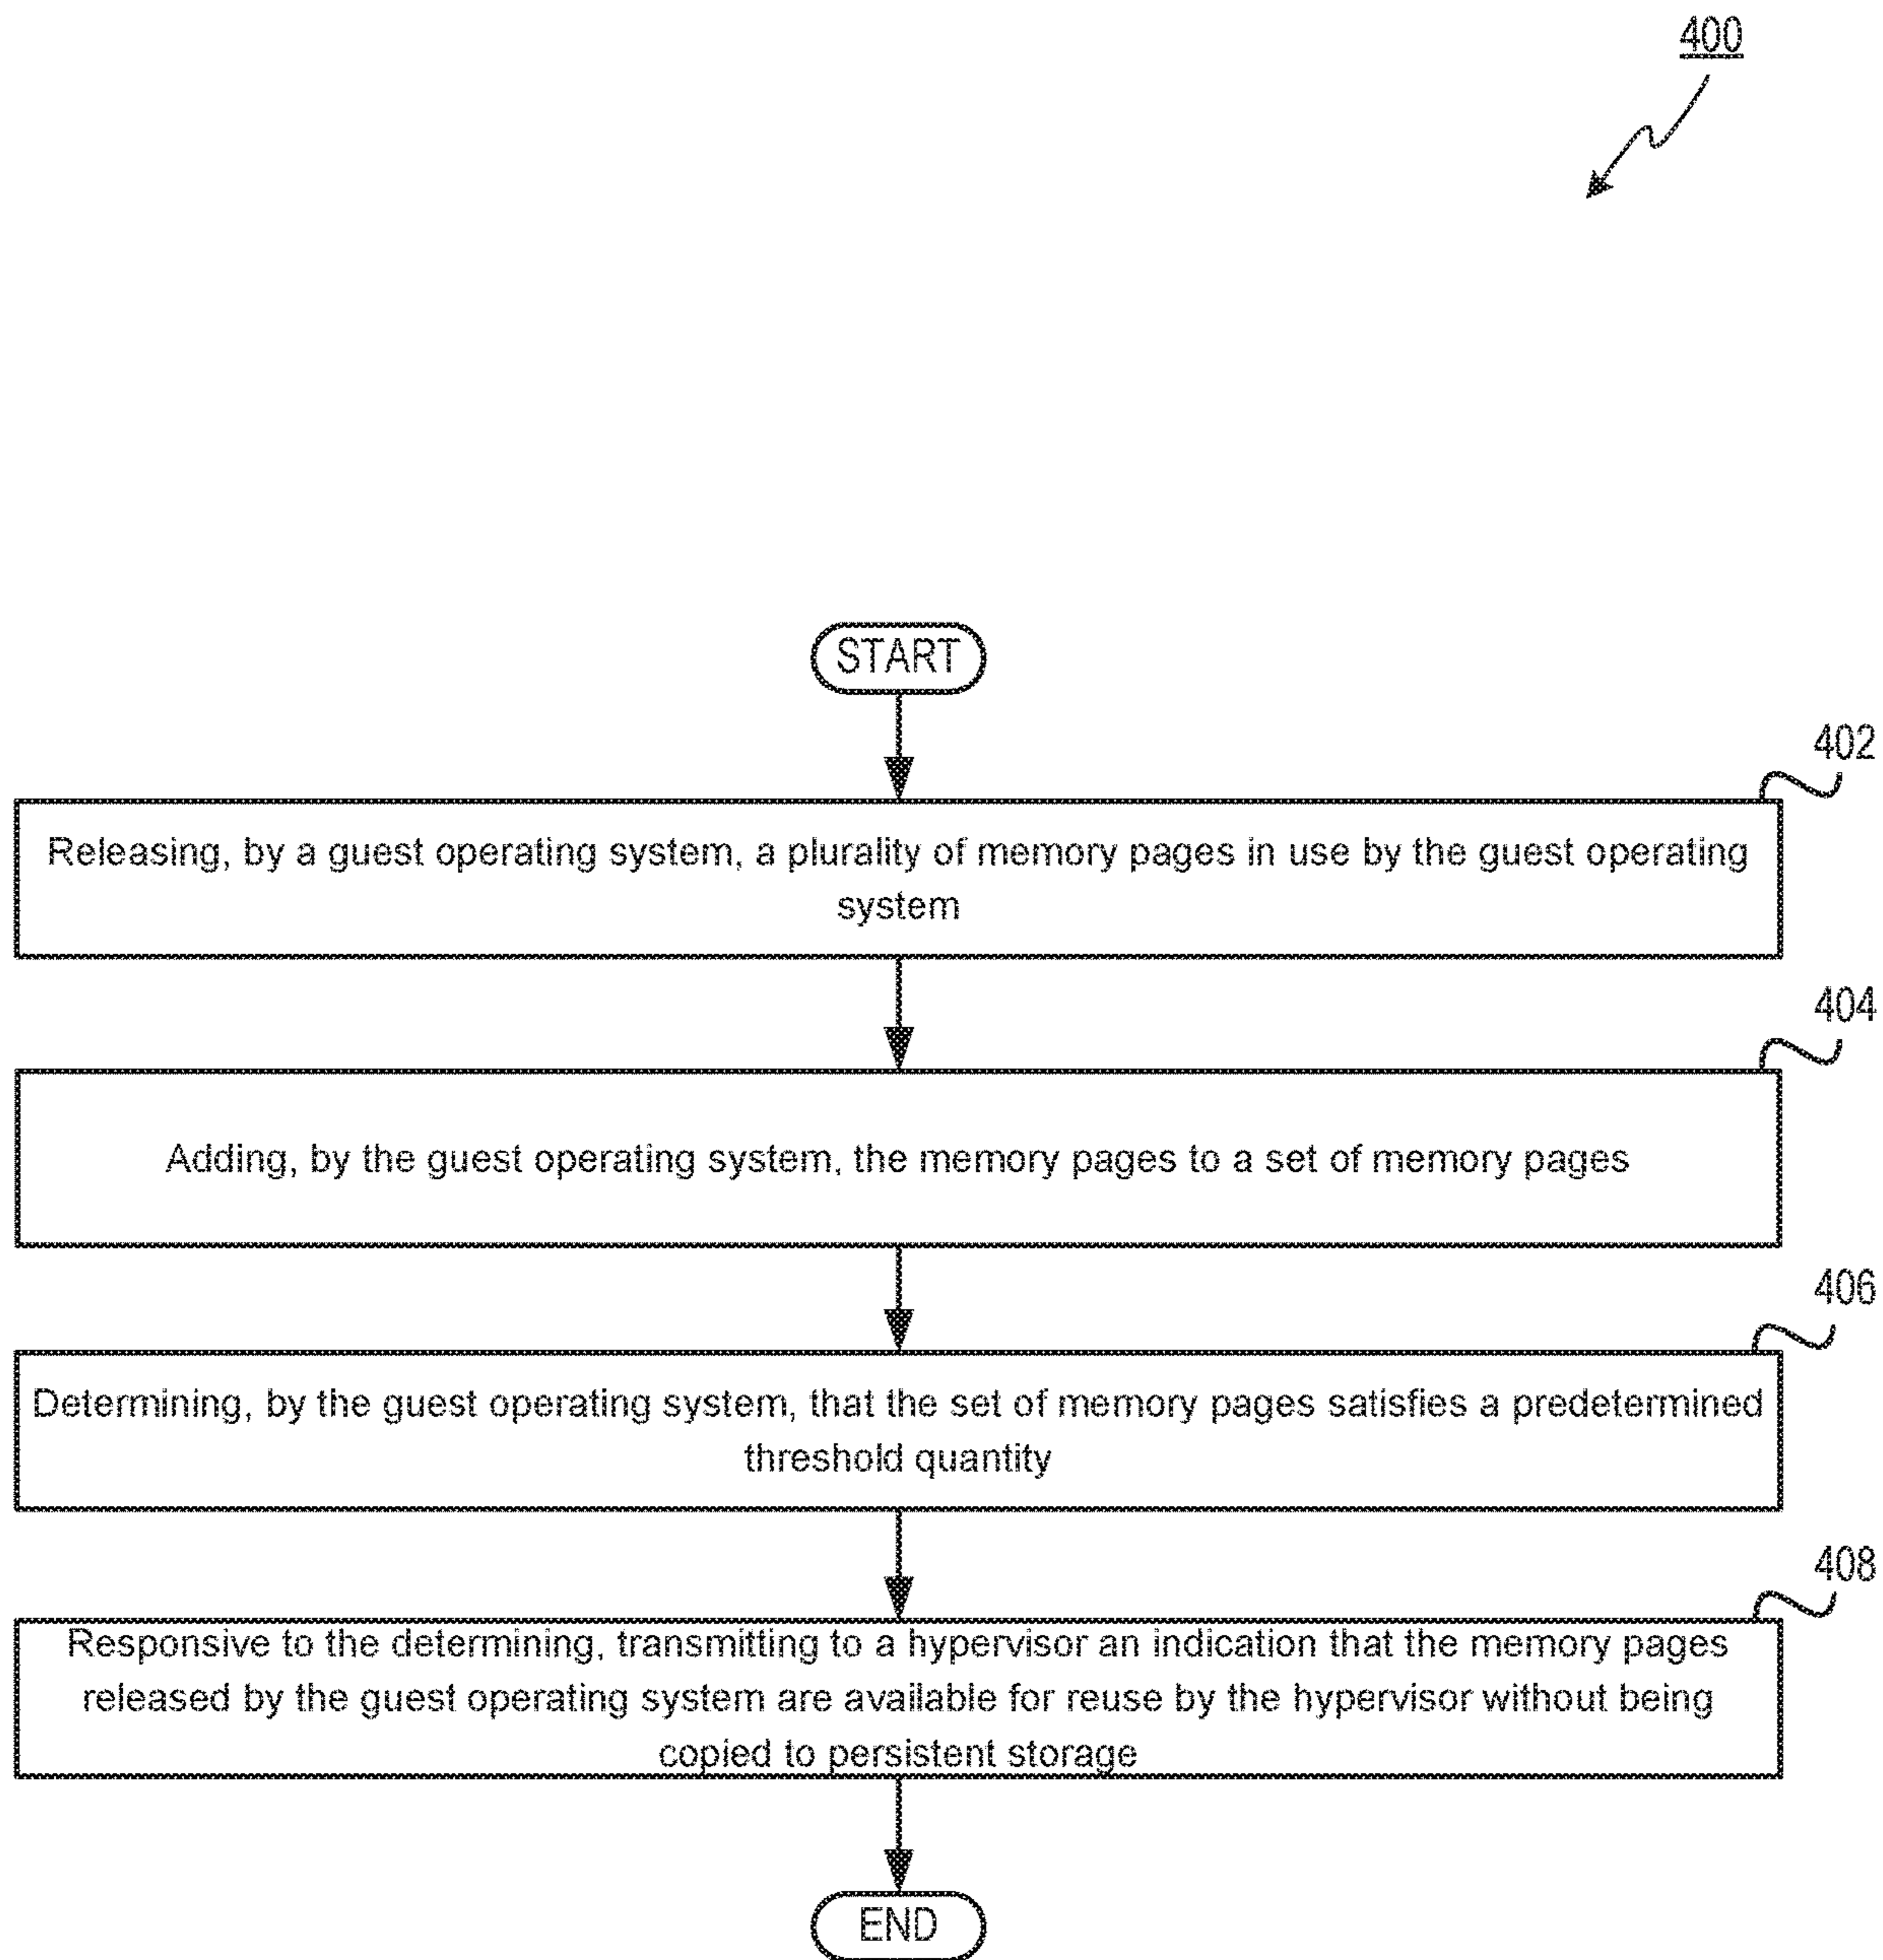 400
START
402
Releasing, by a guest operating system, a plurality of memory pages in use by the guest operating
system
404
Adding, by the guest operating system, the memory pages to a set of memory pages
406
Determining, by the guest operating system, that the set of memory pages satisfies a predetermined
threshold quantity
408
Responsive to the determining, transmitting to a hypervisor an indication that the memory pages
released by the guest operating system are available for reuse by the hypervisor without being
copied to persistent storage
END